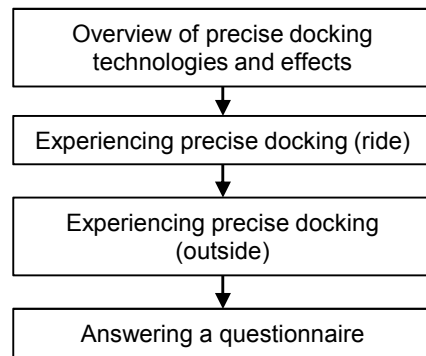 Overview of precise docking
technologies and effects
Experiencing precise docking (ride)
Experiencing precise docking
(outside)
Answering a questionnaire